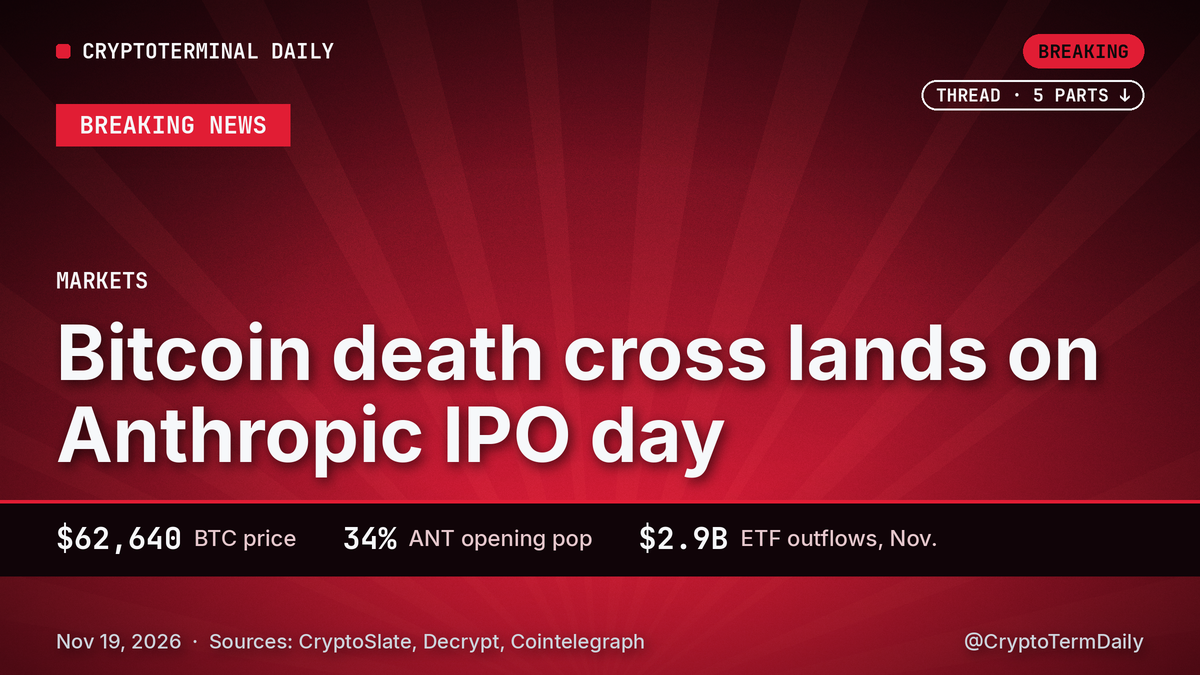 CRYPTOTERMINAL DAILY
BREAKING
THREAD · 5 PARTS ↓
BREAKING NEWS
MARKETS
Bitcoin death cross lands on
Anthropic IPO day
$62,640 BTC price 34% ANT opening pop $2.9B ETF outflows, Nov.
Nov 19, 2026 · Sources: CryptoSlate, Decrypt, Cointelegraph
@CryptoTermDaily